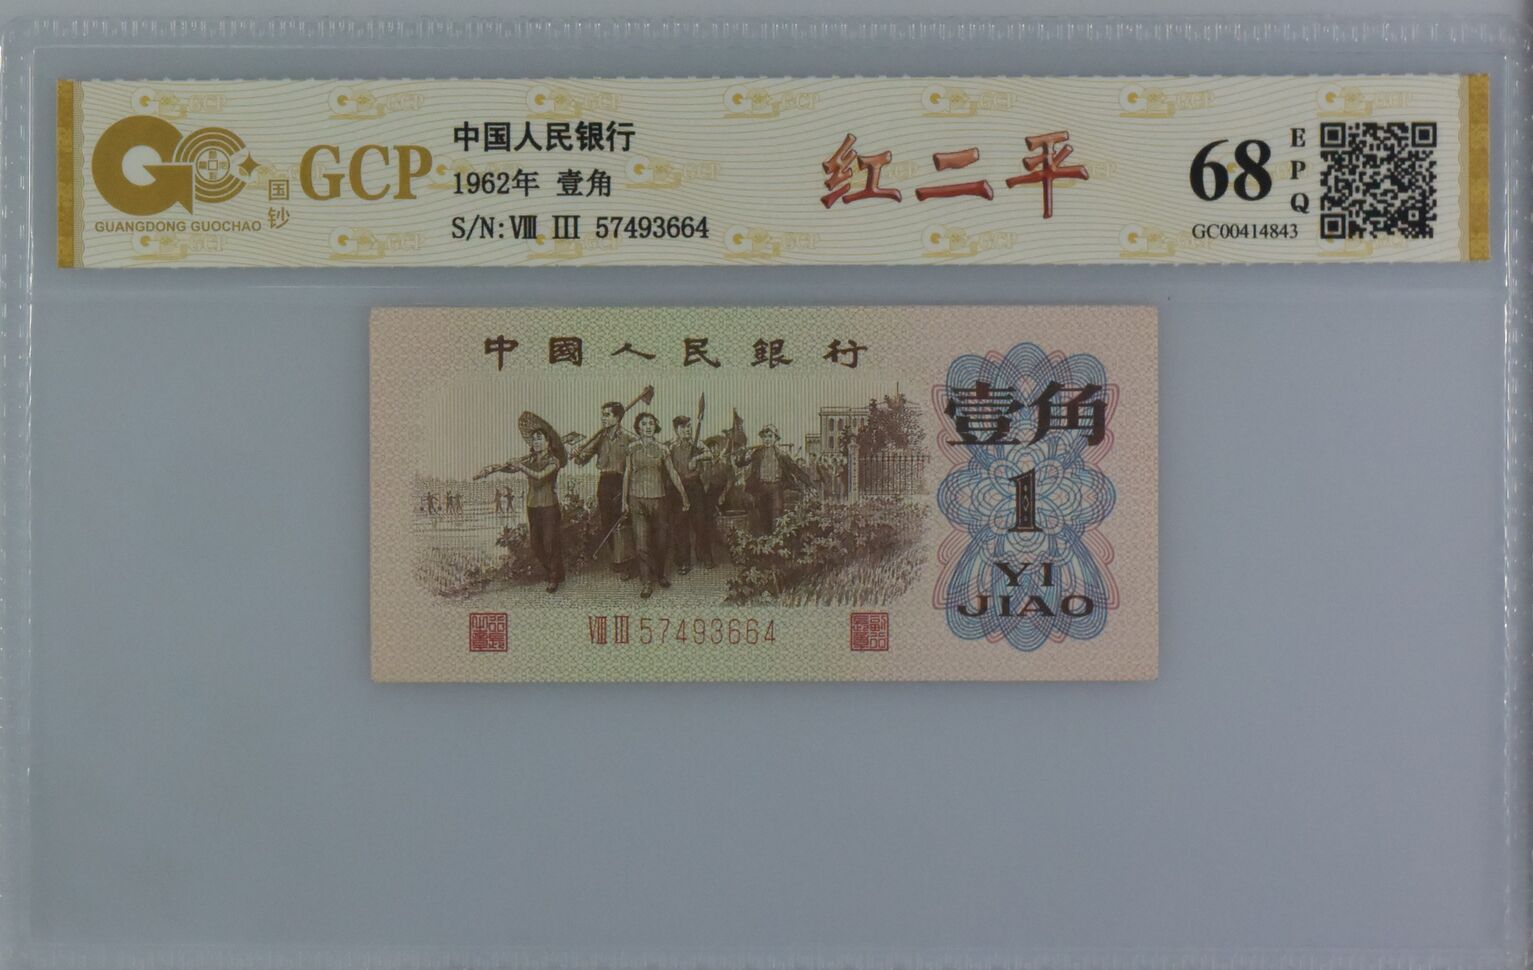 GCP
国钞
GUANGDONG GUOCHAO
中国人民银行
1962年 壹角
S/N:Ⅷ Ⅲ 57493664
红二平
68
EPQ
GC00414843
中國人民銀行
壹角
1
YI
JIAO
Ⅷ Ⅲ 57493664